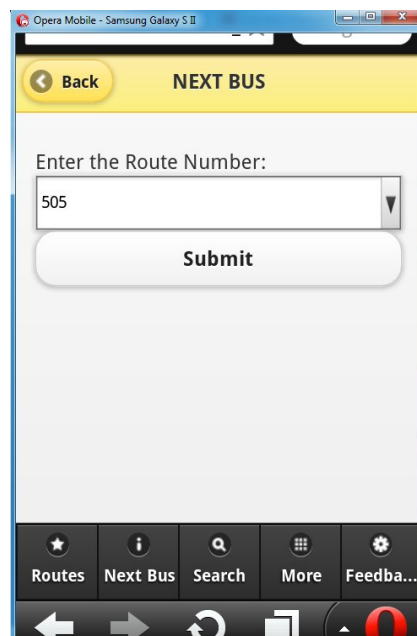 Opera Mobile - Samsung Galaxy S II
Back
NEXT BUS
Enter the Route Number:
505
Submit
Routes
Next Bus
Search
More
Feedba...